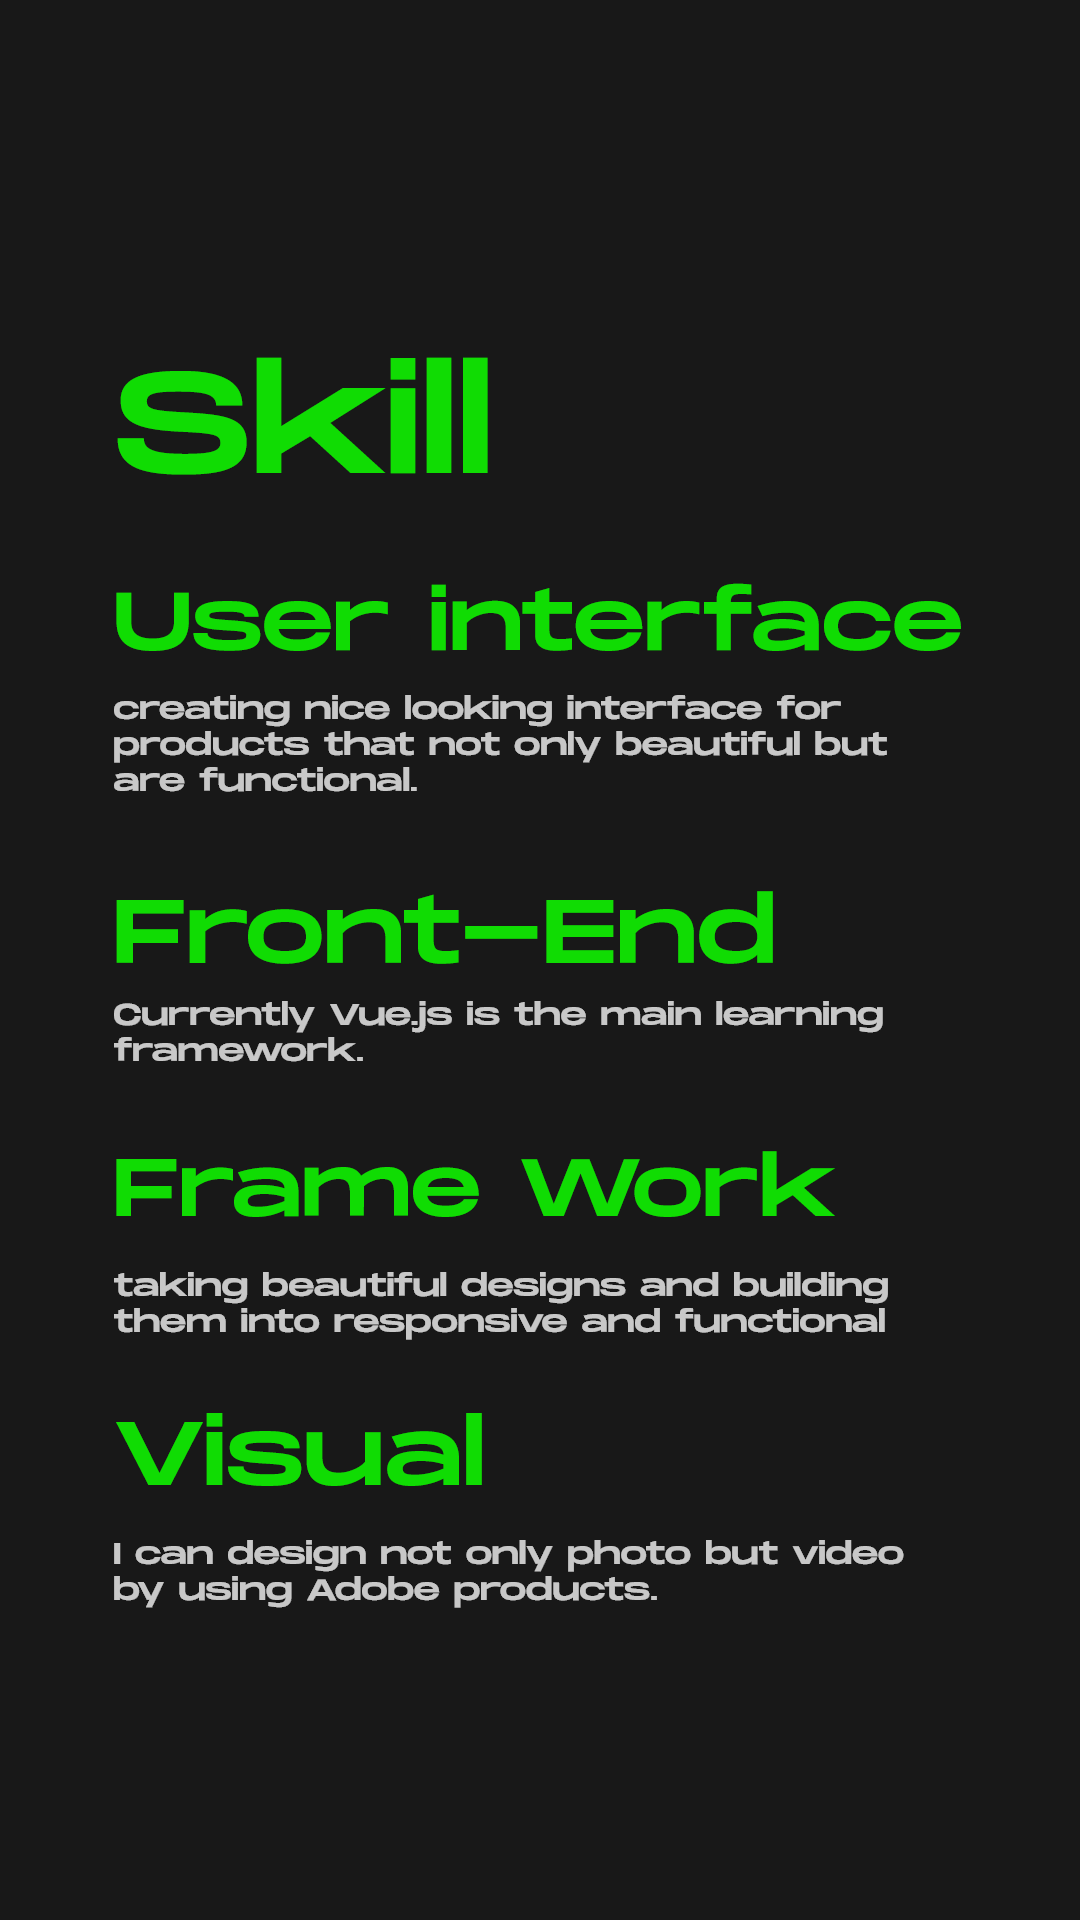 Skill
User interface
creating nice looking interface for
products that not only beautiful but
are functional.
Front-End
Currently Vue.js is the main learning
framework.
Frame Work
taking beautiful designs and building
them into responsive and functional
Visual
I can design not only photo but video
by using Adobe products.